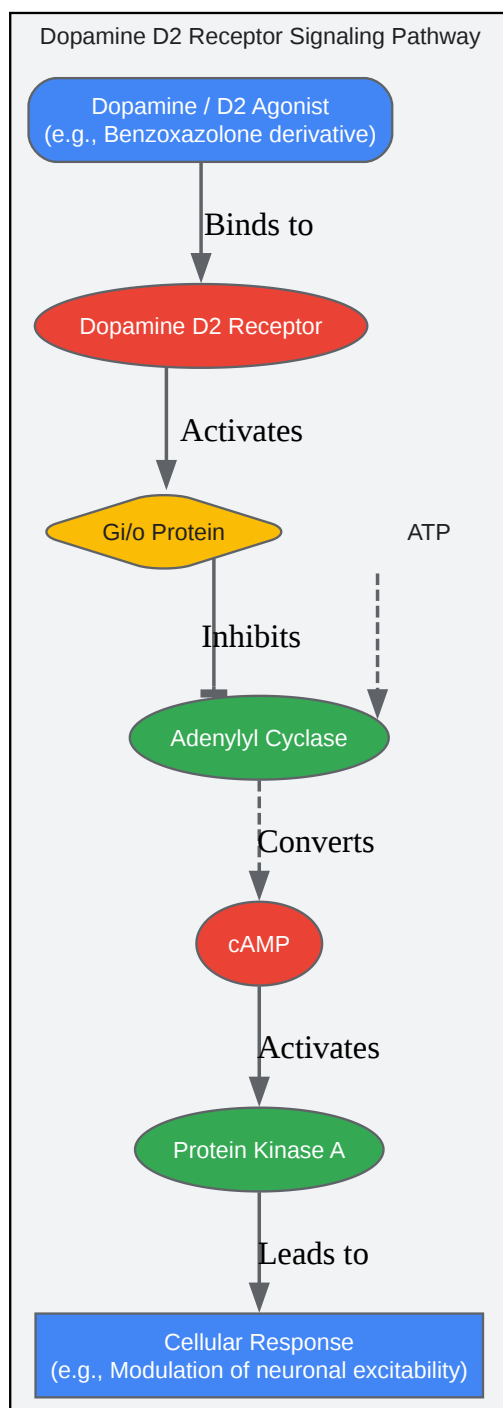 Dopamine D2 Receptor Signaling Pathway
Dopamine / D2 Agonist
(e.g., Benzoxazolone derivative)
Binds to
Dopamine D2 Receptor
Activates
Gi/o Protein
ATP
Inhibits
Adenylyl Cyclase
Converts
cAMP
Activates
Protein Kinase A
Leads to
Cellular Response
(e.g., Modulation of neuronal excitability)